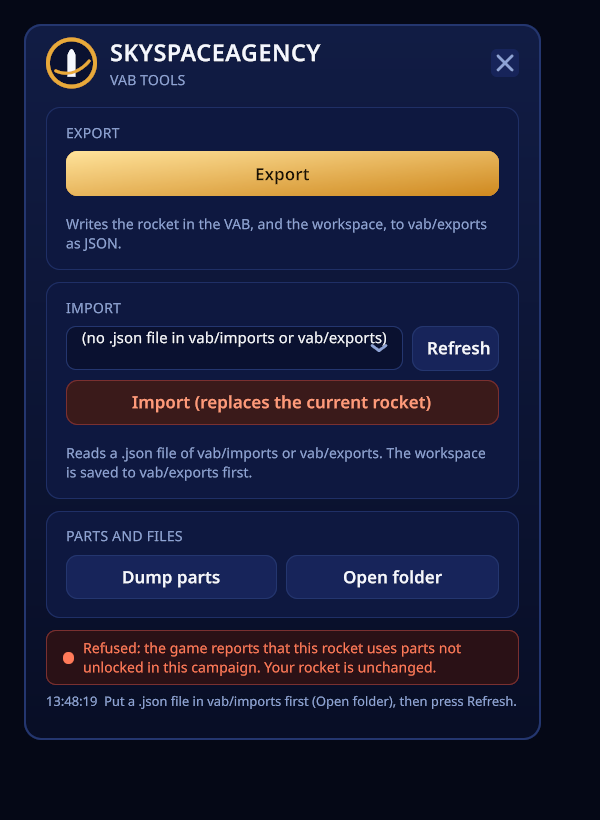 SKYSPACEAGENCY
VAB TOOLS
EXPORT
Export
Writes the rocket in the VAB, and the workspace, to vab/exports
as JSON.
IMPORT
(no .json file in vab/imports or vab/exports)
Refresh
Import (replaces the current rocket)
Reads a .json file of vab/imports or vab/exports. The workspace
is saved to vab/exports first.
PARTS AND FILES
Dump parts
Open folder
Refused: the game reports that this rocket uses parts not
unlocked in this campaign. Your rocket is unchanged.
13:48:19 Put a .json file in vab/imports first (Open folder), then press Refresh.